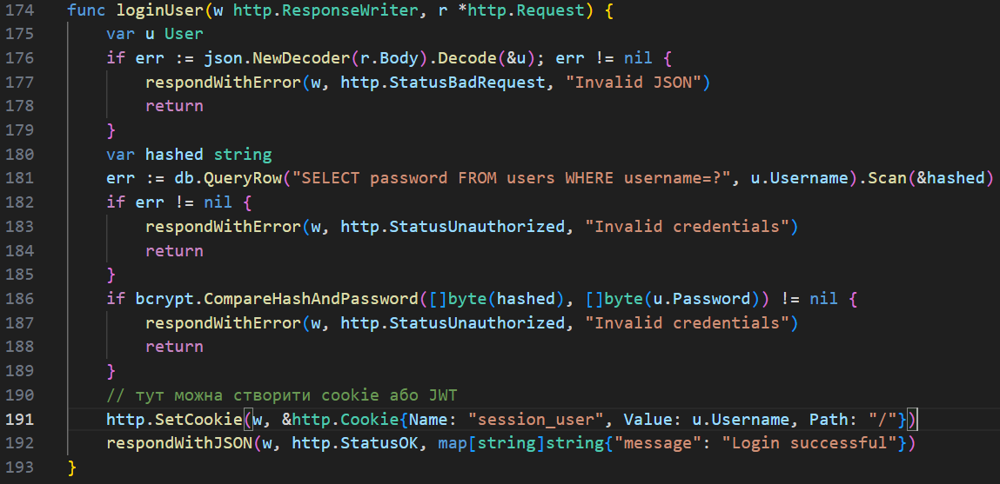 174 func loginUser(w http.ResponseWriter, r *http.Request) {
175     var u User
176     if err := json.NewDecoder(r.Body).Decode(&u); err != nil {
177         respondWithError(w, http.StatusBadRequest, "Invalid JSON")
178         return
179     }
180     var hashed string
181     err := db.QueryRow("SELECT password FROM users WHERE username=?", u.Username).Scan(&hashed)
182     if err != nil {
183         respondWithError(w, http.StatusUnauthorized, "Invalid credentials")
184         return
185     }
186     if bcrypt.CompareHashAndPassword([]byte(hashed), []byte(u.Password)) != nil {
187         respondWithError(w, http.StatusUnauthorized, "Invalid credentials")
188         return
189     }
190     // тут можна створити cookie або JWT
191     http.SetCookie(w, &http.Cookie{Name: "session_user", Value: u.Username, Path: "/"})
192     respondWithJSON(w, http.StatusOK, map[string]string{"message": "Login successful"})
193 }